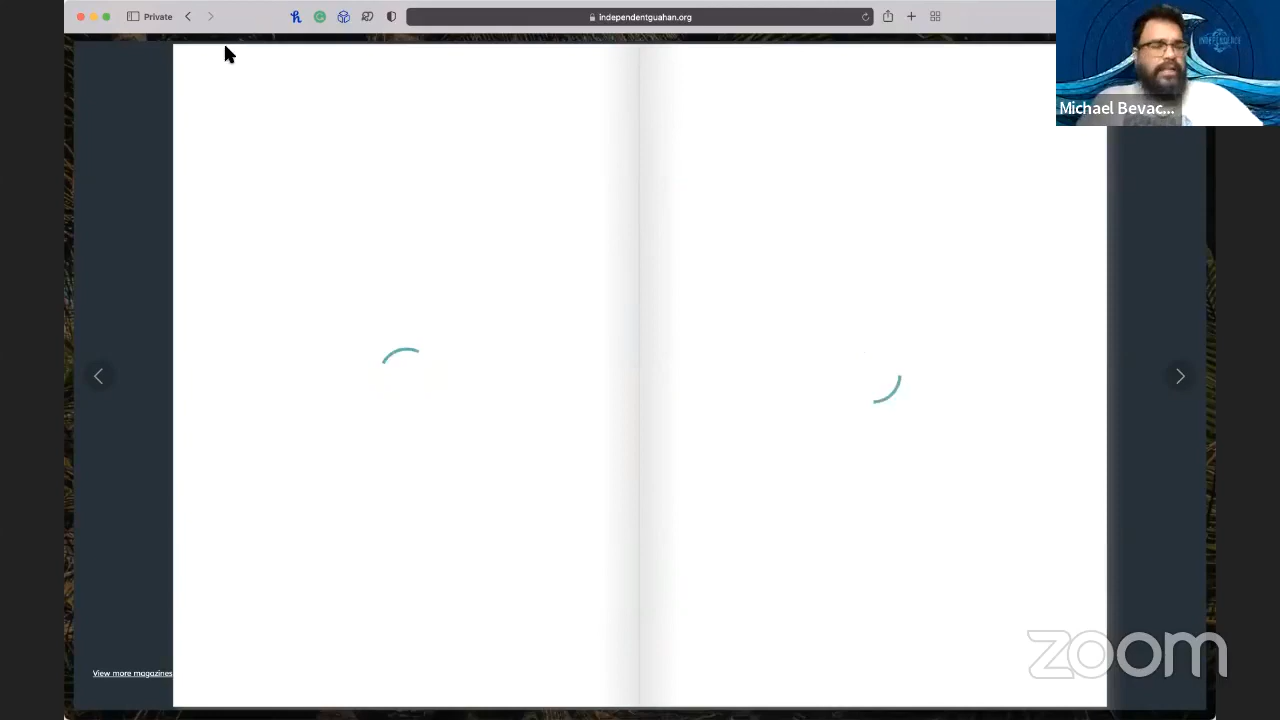 Private
independentguahan.org
Michael Bevac...
View more magazines
zoom